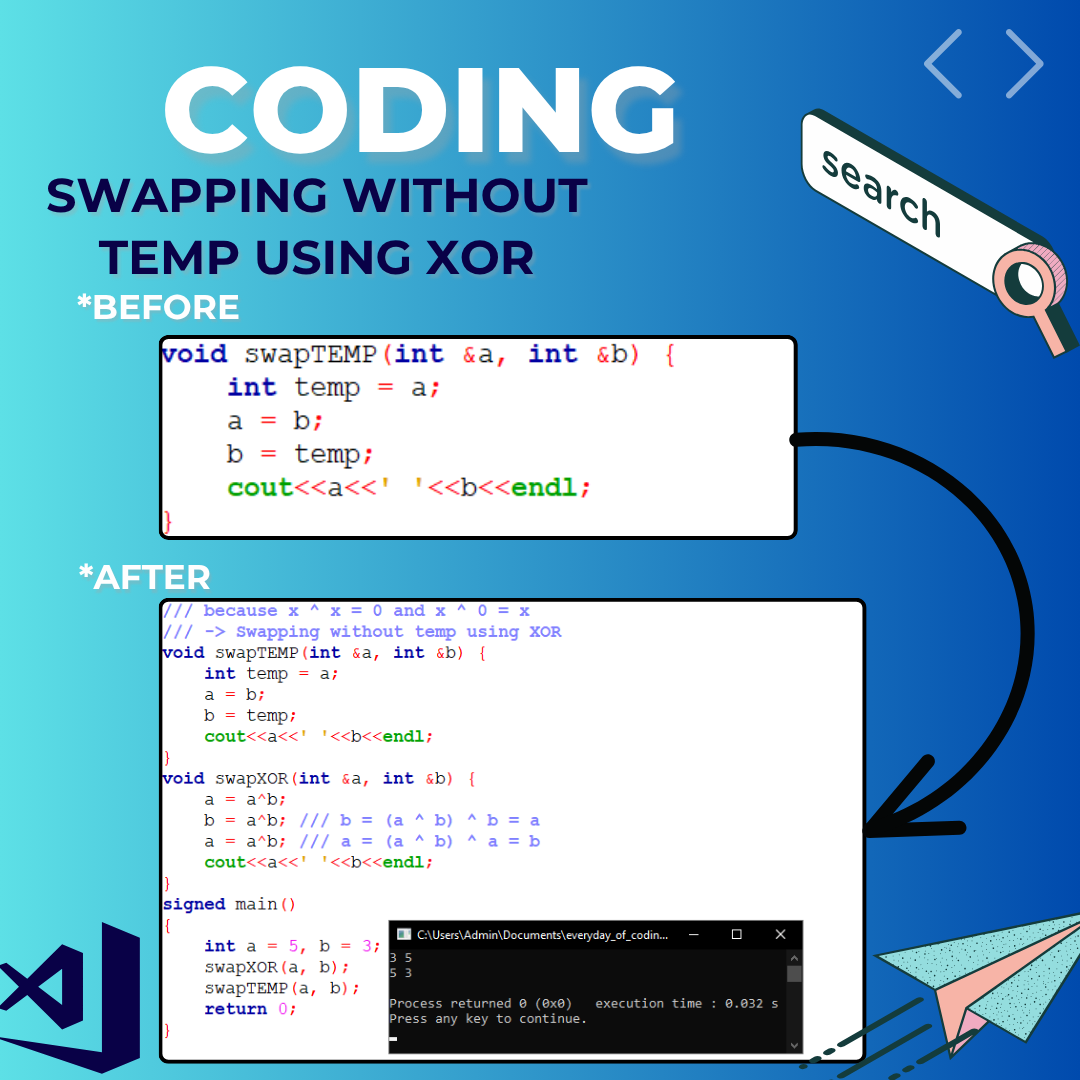 CODING
SWAPPING WITHOUT
TEMP USING XOR
search
*BEFORE
void swapTEMP(int &a, int &b) {
    int temp = a;
    a = b;
    b = temp;
    cout<<a<<' '<<b<<endl;
}
*AFTER
/// because x ^ x = 0 and x ^ 0 = x
/// -> Swapping without temp using XOR
void swapTEMP(int &a, int &b) {
    int temp = a;
    a = b;
    b = temp;
    cout<<a<<' '<<b<<endl;
}
void swapXOR(int &a, int &b) {
    a = a^b;
    b = a^b; /// b = (a ^ b) ^ b = a
    a = a^b; /// a = (a ^ b) ^ a = b
    cout<<a<<' '<<b<<endl;
}
signed main()
{
    int a = 5, b = 3;
    swapXOR(a, b);
    swapTEMP(a, b);
    return 0;
}
C:\Users\Admin\Documents\everyday_of_codin...
3 5
5 3
Process returned 0 (0x0)   execution time : 0.032 s
Press any key to continue.